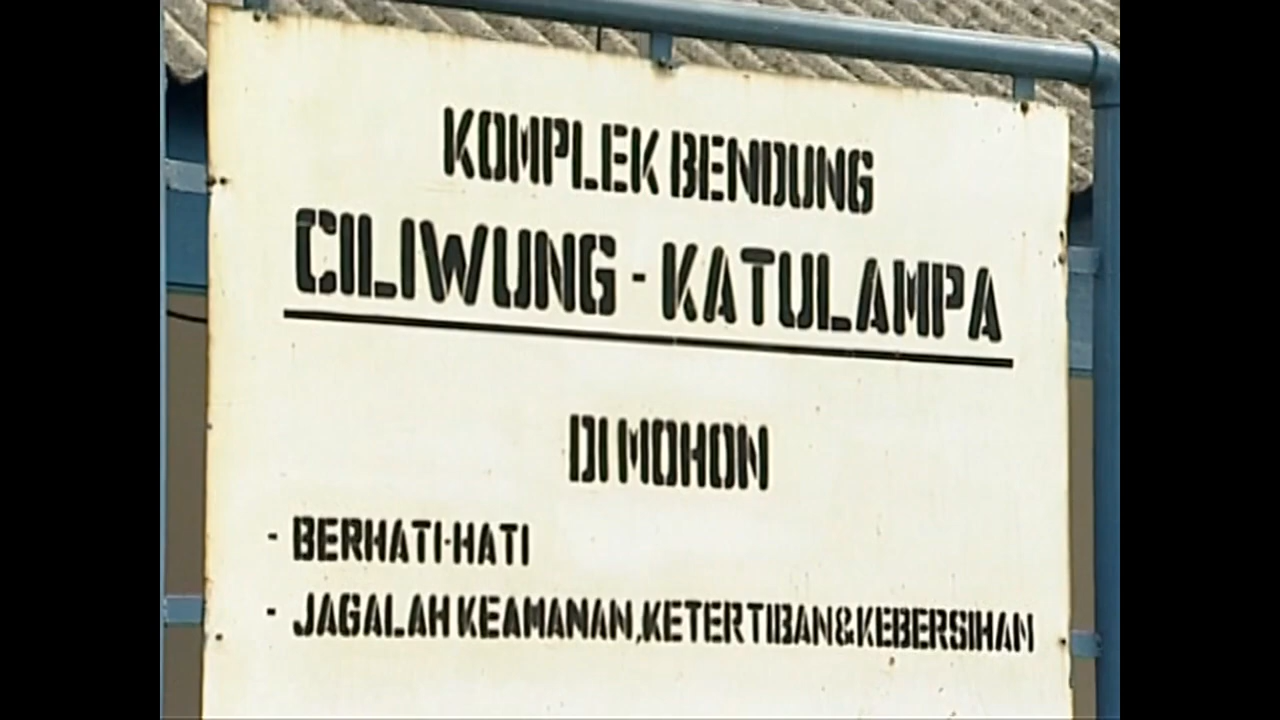 KOMPLEK BENDUNG
CILIWUNG - KATULAMPA
DI MOHON
- BERHATI-HATI
- JAGALAH KEAMANAN,KETERTIBAN&KEBERSIHAN